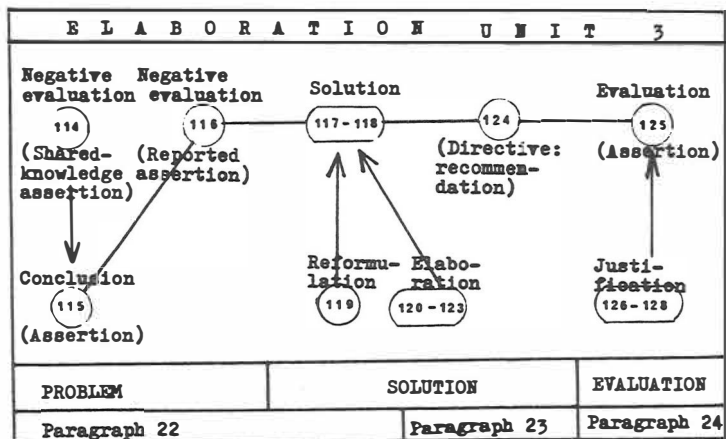 ELABORATION UNIT 3
Negative evaluation
114
(Shared-knowledge assertion)
Negative evaluation
116
(Reported assertion)
Solution
117-118
124
(Directive: recommen-dation)
Evaluation
125
(Assertion)
Conclusion
115
(Assertion)
Reformu-lation
119
Elabo-ration
120-123
Justi-fication
126-128
PROBLEM
SOLUTION
EVALUATION
Paragraph 22
Paragraph 23
Paragraph 24